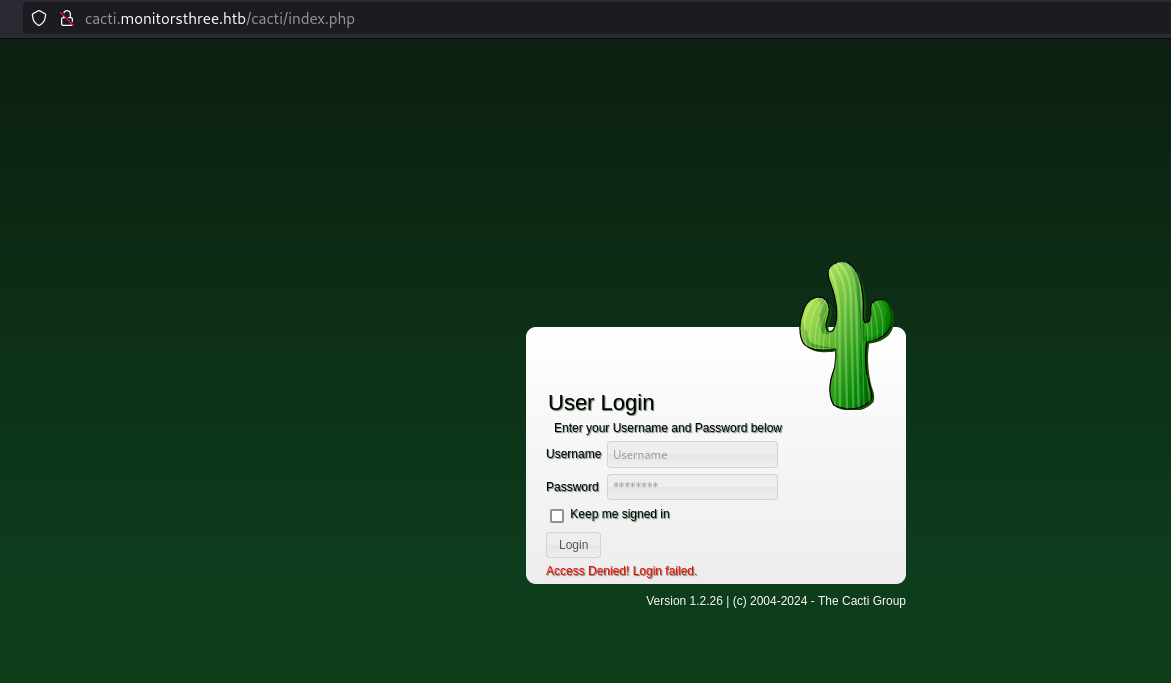 cacti.monitorsthree.htb/cacti/index.php
User Login
Enter your Username and Password below
Username Username
Password ********
Keep me signed in
Login
Access Denied! Login failed.
Version 1.2.26 | (c) 2004-2024 - The Cacti Group